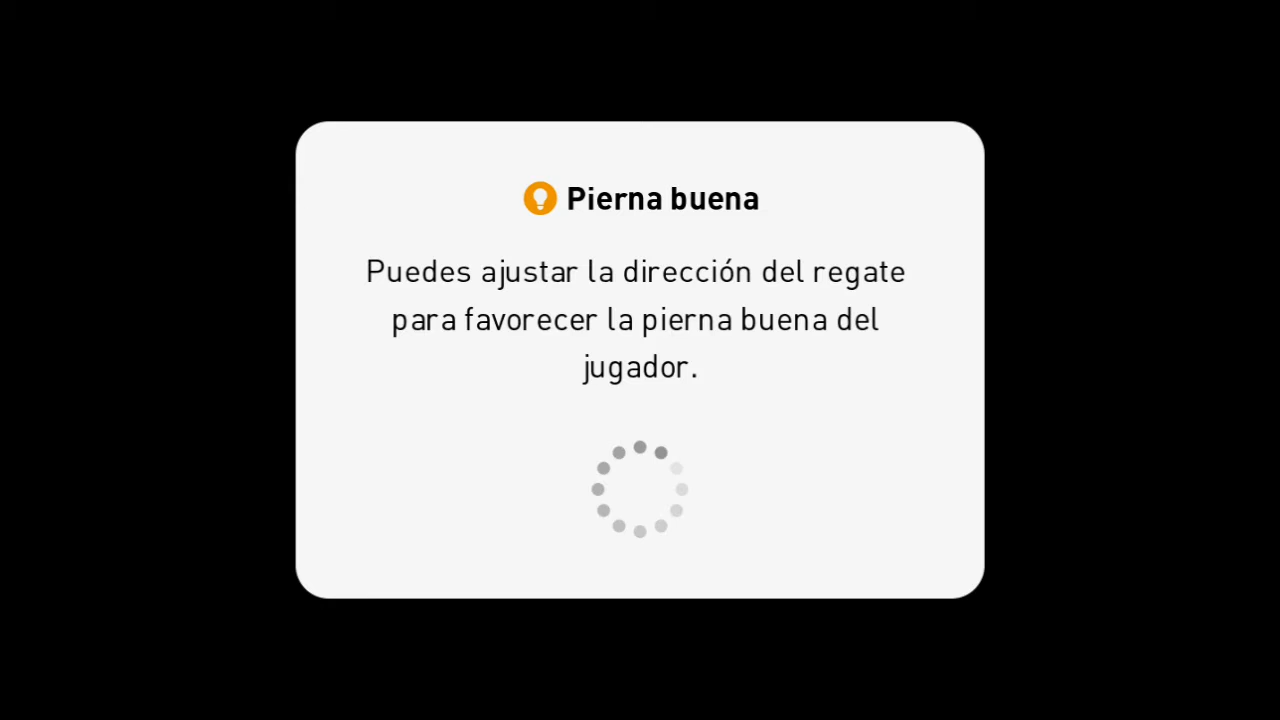 Pierna buena
Puedes ajustar la dirección del regate
para favorecer la pierna buena del
jugador.